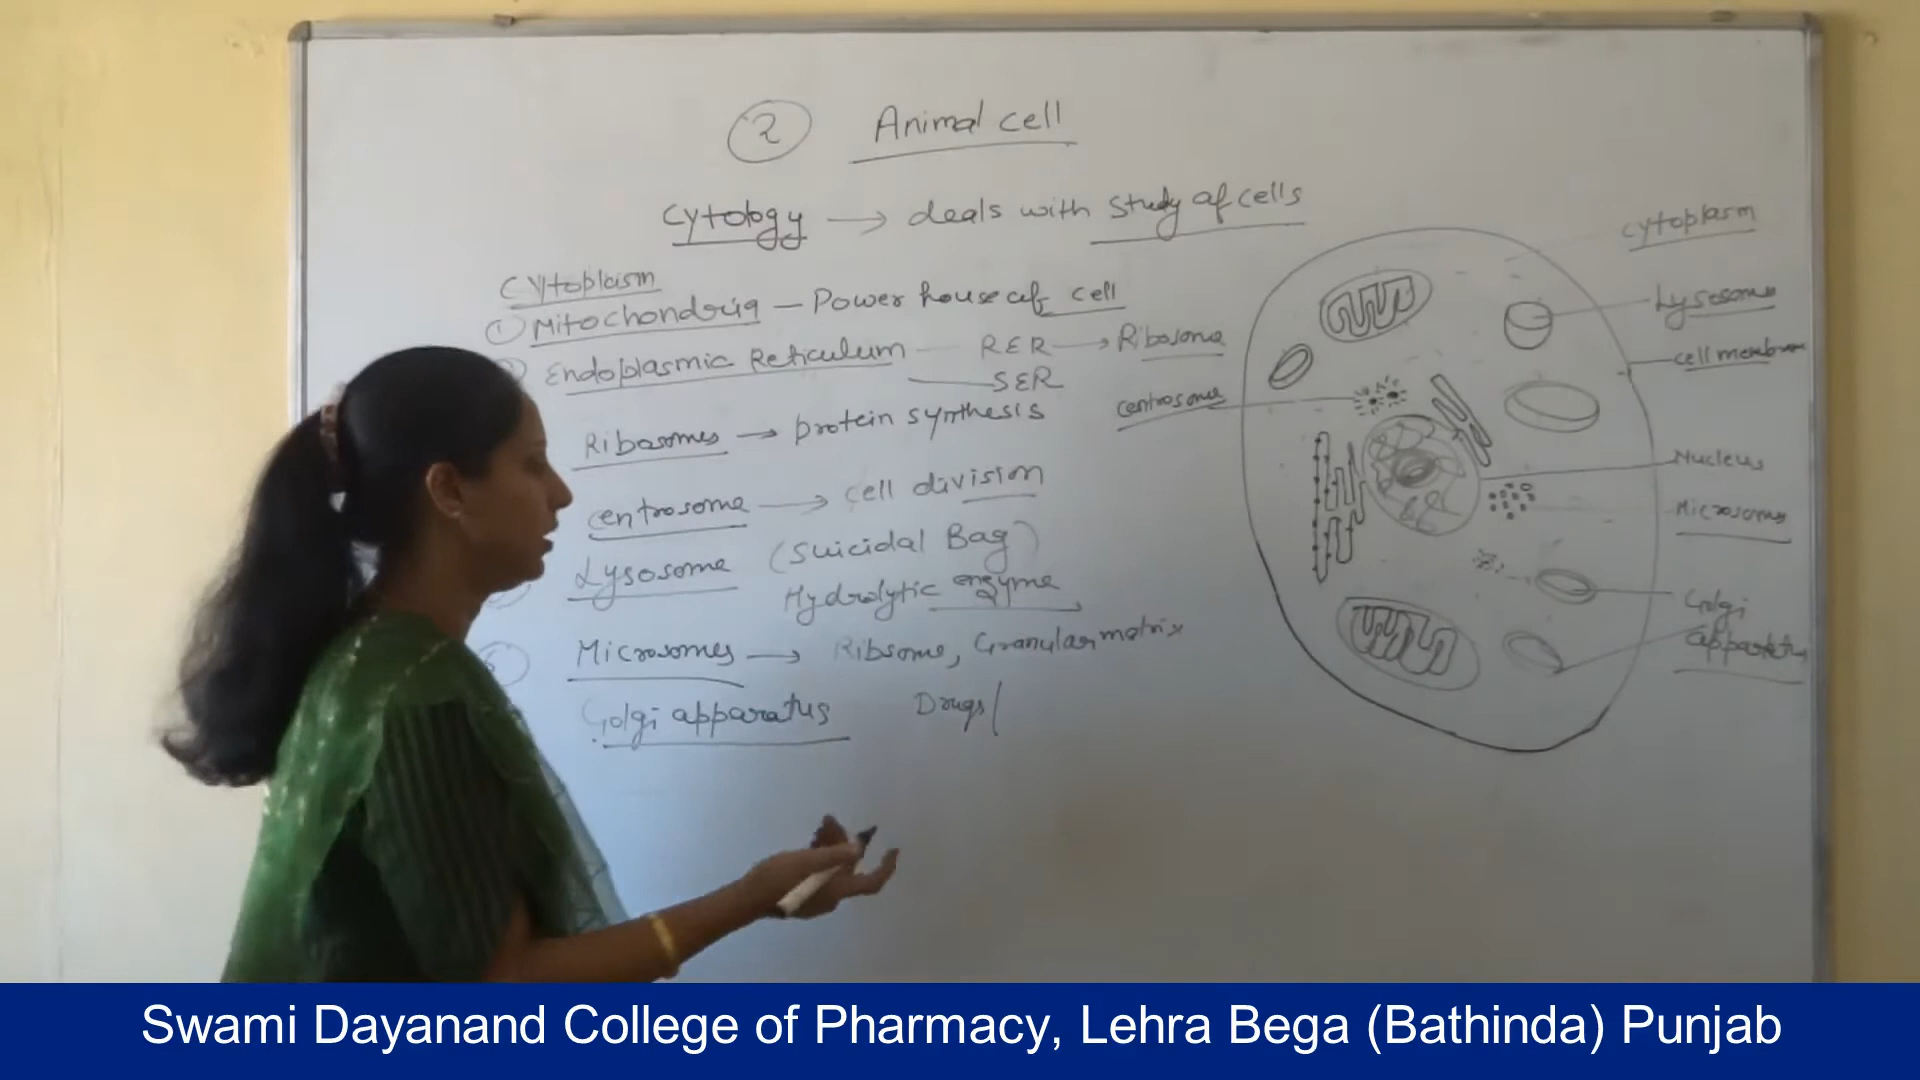 2 Animal cell
cytology → deals with study of cells
Cytoplasm
① Mitochondria — Power house of cell
Endoplasmic Reticulum — RER → Ribosome
SER
Ribosomes → protein synthesis
centrosome → cell division
Lysosome (Suicidal Bag)
Hydrolytic enzyme
Microsomes → Ribsome, Granular matrix
Golgi apparatus Drugs/
cytoplasm
Lysosome
cell membrane
centrosome
Nucleus
Microsomes
Golgi
apparatus
Swami Dayanand College of Pharmacy, Lehra Bega (Bathinda) Punjab